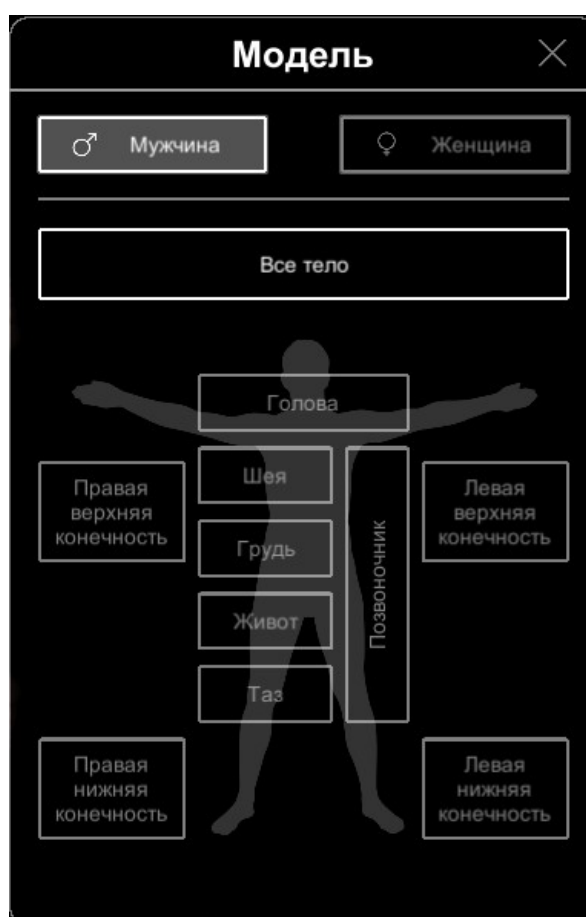 Модель
Мужчина
Женщина
Все тело
Голова
Шея
Грудь
Живот
Таз
Позвоночник
Правая
верхняя
конечность
Левая
верхняя
конечность
Правая
нижняя
конечность
Левая
нижняя
конечность